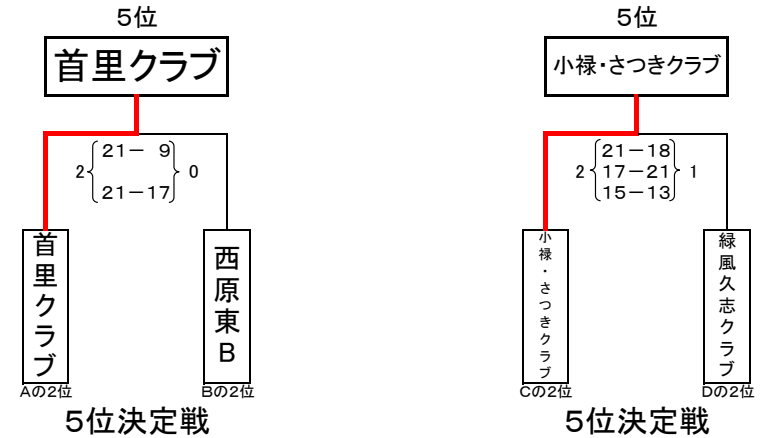 5位
首里クラブ
2
21－ 9
21－17
0
首里クラブ
西原東B
Aの2位
Bの2位
5位決定戦
5位
小禄・さつきクラブ
2
21－18
17－21
15－13
1
小禄・さつきクラブ
緑風久志クラブ
Cの2位
Dの2位
5位決定戦